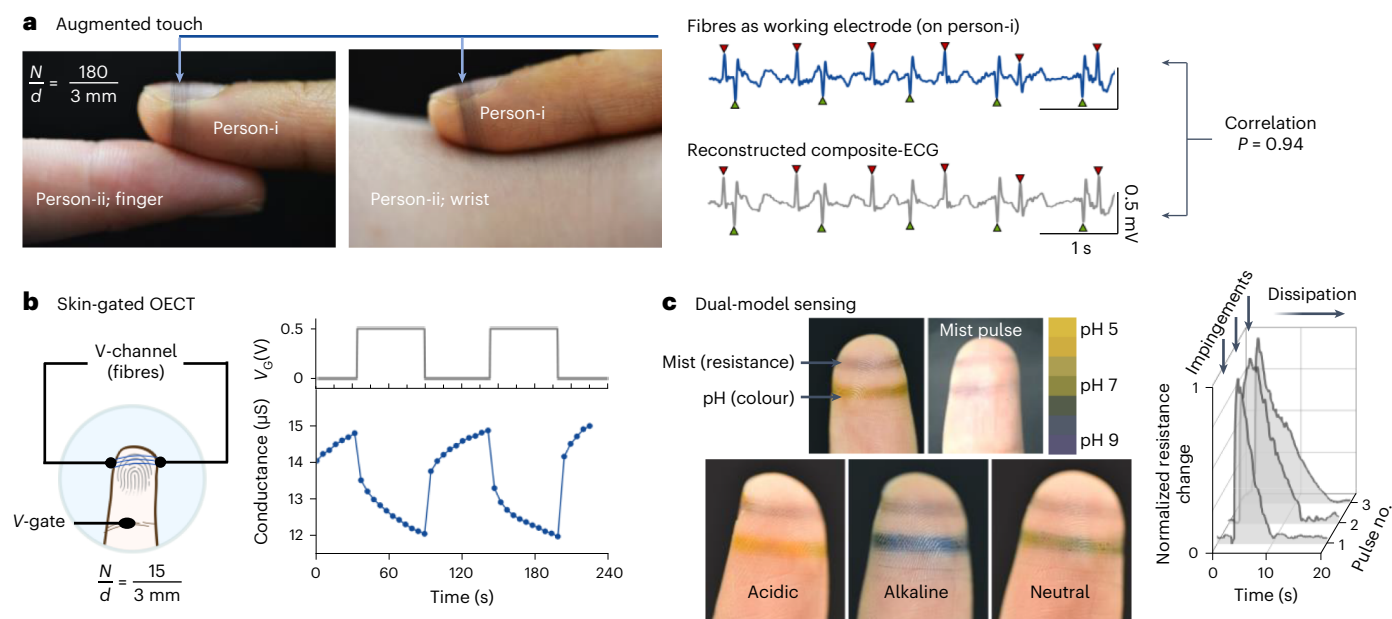 a Augmented touch
N/d = 180/3 mm
Person-i
Person-ii; finger
Person-i
Person-ii; wrist
Fibres as working electrode (on person-i)
Reconstructed composite-ECG
0.5 mV
1 s
Correlation
P = 0.94
b Skin-gated OECT
V-channel
(fibres)
V-gate
N/d = 15/3 mm
VG(V)
0.5
0
Conductance (µS)
15
14
13
12
0 60 120 180 240
Time (s)
c Dual-model sensing
Mist (resistance)
pH (colour)
Mist pulse
pH 5
pH 7
pH 9
Acidic
Alkaline
Neutral
Impingements
Dissipation
Normalized resistance
change
1
0
0 10 20
Time (s)
1
2
3
Pulse no.